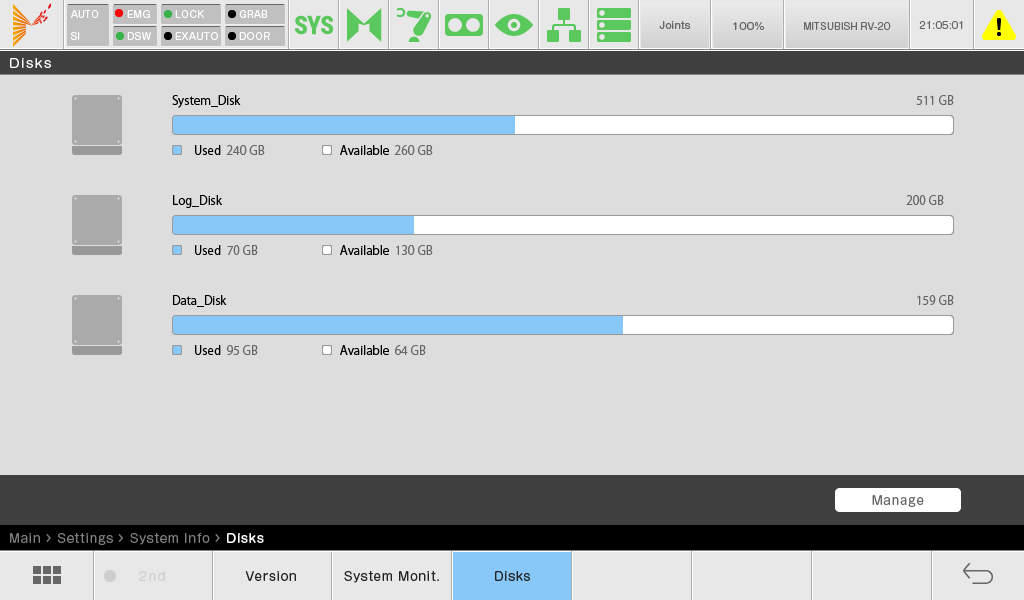 AUTO EMG LOCK GRAB
SI DSW EXAUTO DOOR
SYS
Joints 100% MITSUBISH RV-20 21:05:01
Disks
System_Disk 511 GB
Used 240 GB Available 260 GB
Log_Disk 200 GB
Used 70 GB Available 130 GB
Data_Disk 159 GB
Used 95 GB Available 64 GB
Manage
Main > Settings > System Info > Disks
2nd Version System Monit. Disks